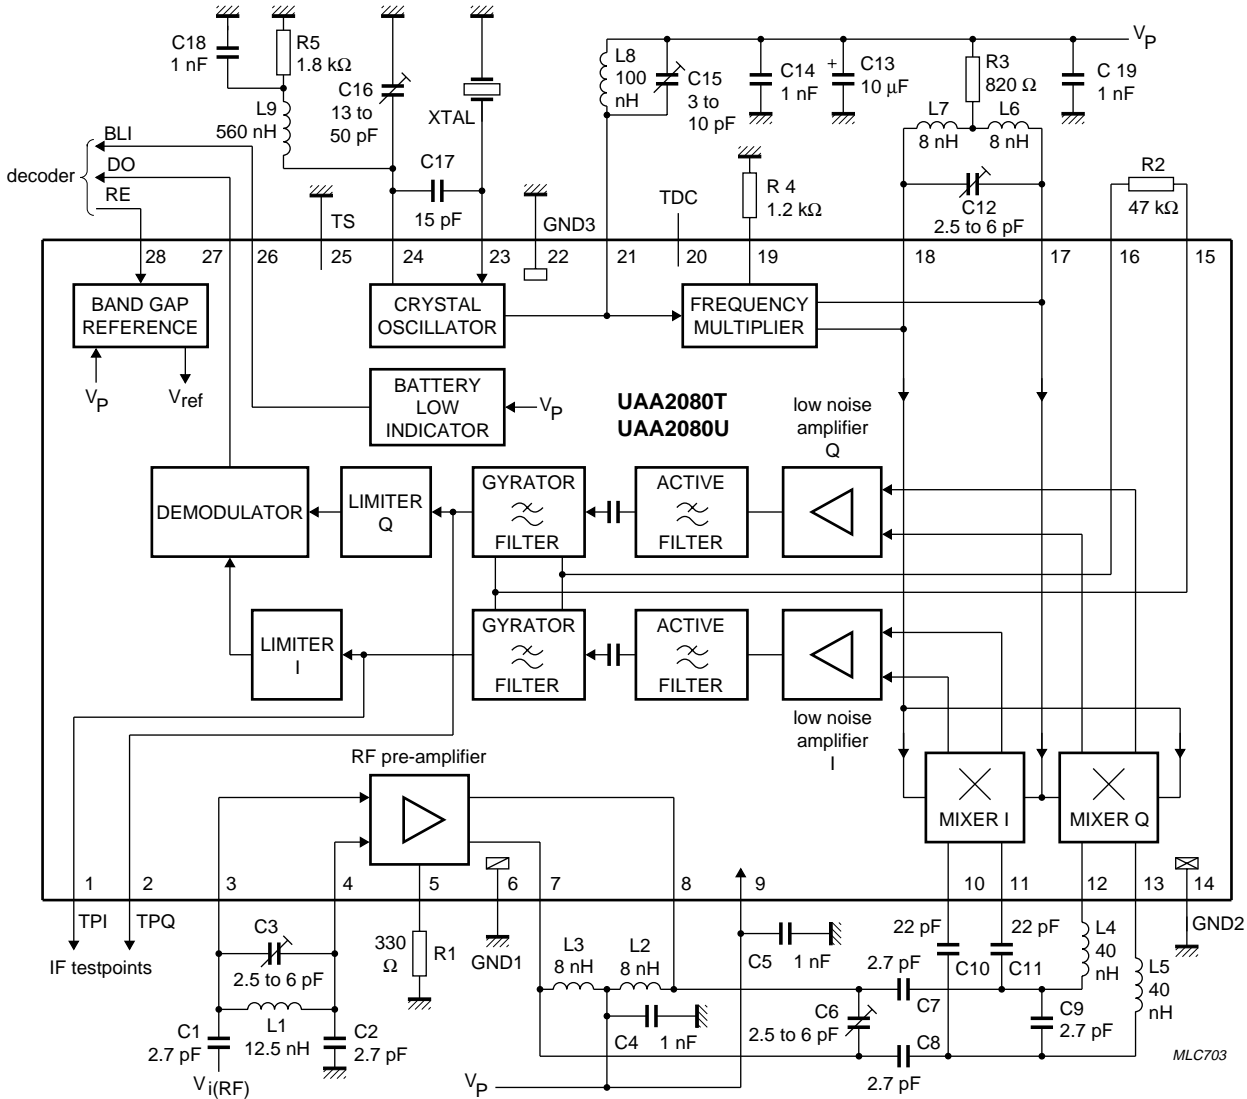 C18
1 nF
R5
1.8 kΩ
L9
560 nH
C16
13 to
50 pF
XTAL
C17
15 pF
L8
100
nH
C15
3 to
10 pF
C14
1 nF
+
C13
10 µF
R3
820 Ω
C 19
1 nF
VP
L7
8 nH
L6
8 nH
C12
2.5 to 6 pF
R2
47 kΩ
R 4
1.2 kΩ
TDC
GND3
TS
decoder
BLI
DO
RE
28
27
26
25
24
23
22
21
20
19
18
17
16
15
BAND GAP
REFERENCE
VP
Vref
CRYSTAL
OSCILLATOR
FREQUENCY
MULTIPLIER
BATTERY
LOW
INDICATOR
VP
UAA2080T
UAA2080U
low noise
amplifier
Q
DEMODULATOR
LIMITER
Q
GYRATOR
FILTER
ACTIVE
FILTER
LIMITER
I
GYRATOR
FILTER
ACTIVE
FILTER
low noise
amplifier
I
RF pre-amplifier
MIXER I
MIXER Q
1
2
3
4
5
6
7
8
9
10
11
12
13
14
TPI
TPQ
IF testpoints
C3
2.5 to 6 pF
L1
12.5 nH
C1
2.7 pF
C2
2.7 pF
Vi(RF)
330
Ω
R1
GND1
L3
8 nH
L2
8 nH
C4
1 nF
C5
1 nF
VP
C6
2.5 to 6 pF
2.7 pF
C7
C8
2.7 pF
22 pF
C10
22 pF
C11
C9
2.7 pF
L4
40
nH
L5
40
nH
GND2
MLC703